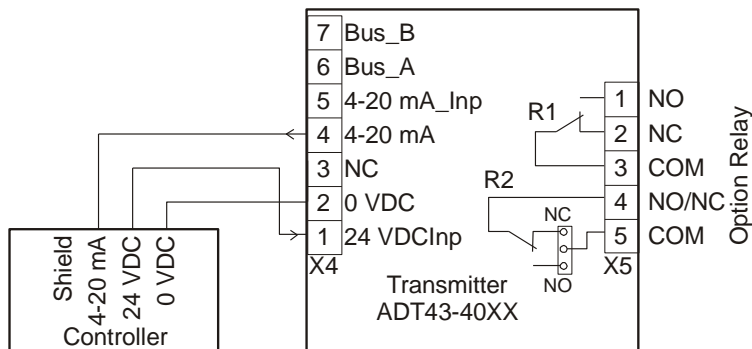 7 Bus_B
6 Bus_A
5 4-20 mA_Inp
4 4-20 mA
3 NC
2 0 VDC
1 24 VDCInp
X4
R1
R2
NC
NO
1 NO
2 NC
3 COM
4 NO/NC
5 COM
X5
Option Relay
Transmitter
ADT43-40XX
Shield
4-20 mA
24 VDC
0 VDC
Controller